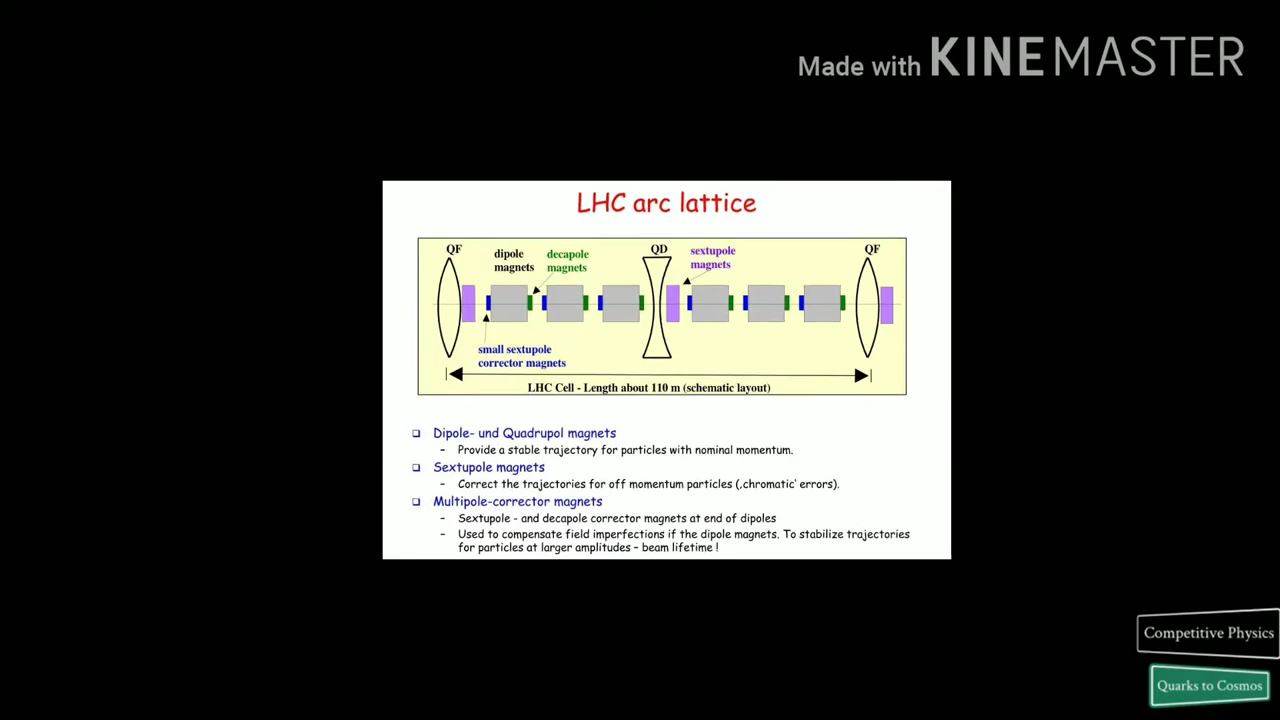 Made with KINEMASTER
LHC arc lattice
QF
dipole
magnets
decapole
magnets
QD
sextupole
magnets
QF
small sextupole
corrector magnets
LHC Cell - Length about 110 m (schematic layout)
Dipole- und Quadrupol magnets
– Provide a stable trajectory for particles with nominal momentum.
Sextupole magnets
– Correct the trajectories for off momentum particles (‚chromatic‘ errors).
Multipole-corrector magnets
– Sextupole - and decapole corrector magnets at end of dipoles
– Used to compensate field imperfections if the dipole magnets. To stabilize trajectories
for particles at larger amplitudes – beam lifetime !
Competitive Physics
Quarks to Cosmos